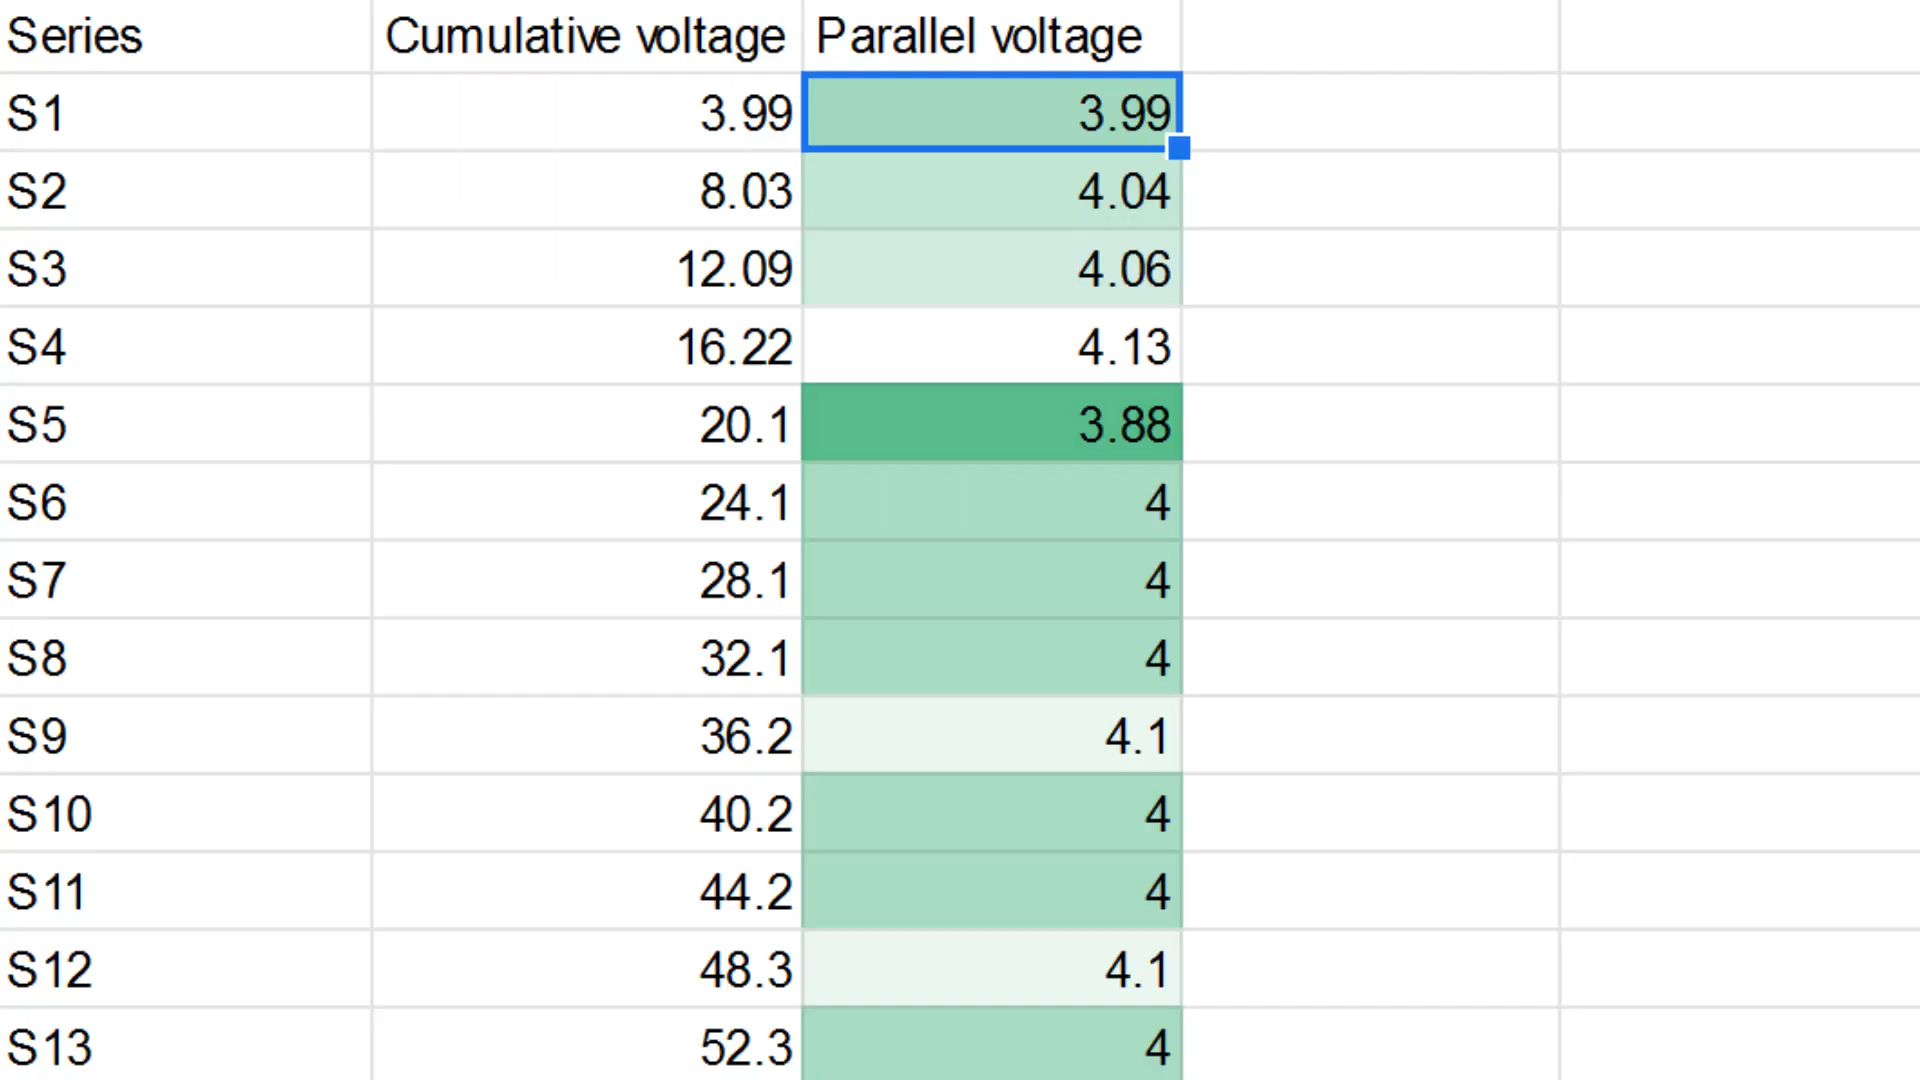 Series Cumulative voltage Parallel voltage
S1 3.99 3.99
S2 8.03 4.04
S3 12.09 4.06
S4 16.22 4.13
S5 20.1 3.88
S6 24.1 4
S7 28.1 4
S8 32.1 4
S9 36.2 4.1
S10 40.2 4
S11 44.2 4
S12 48.3 4.1
S13 52.3 4